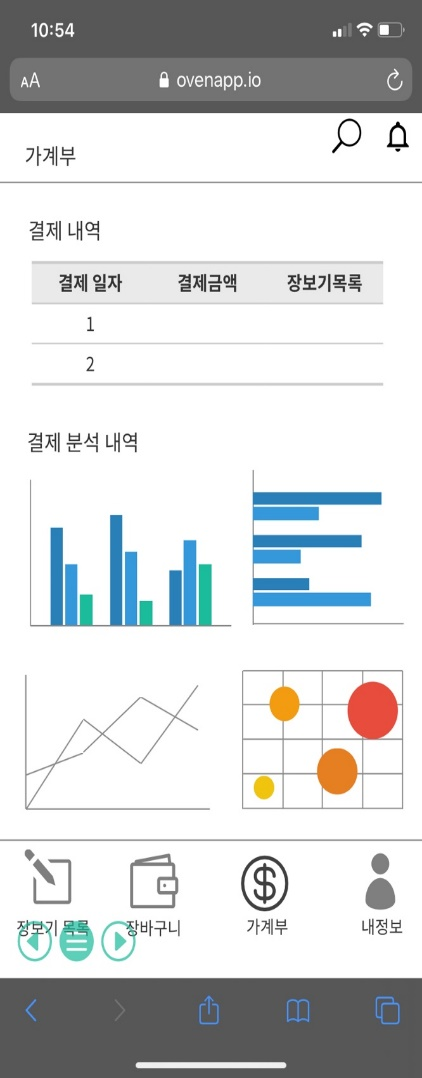 10:54
AA ovenapp.io
가계부
결제 내역
결제 일자 결제금액 장보기목록
1
2
결제 분석 내역
장보기 목록 장바구니 가계부 내정보